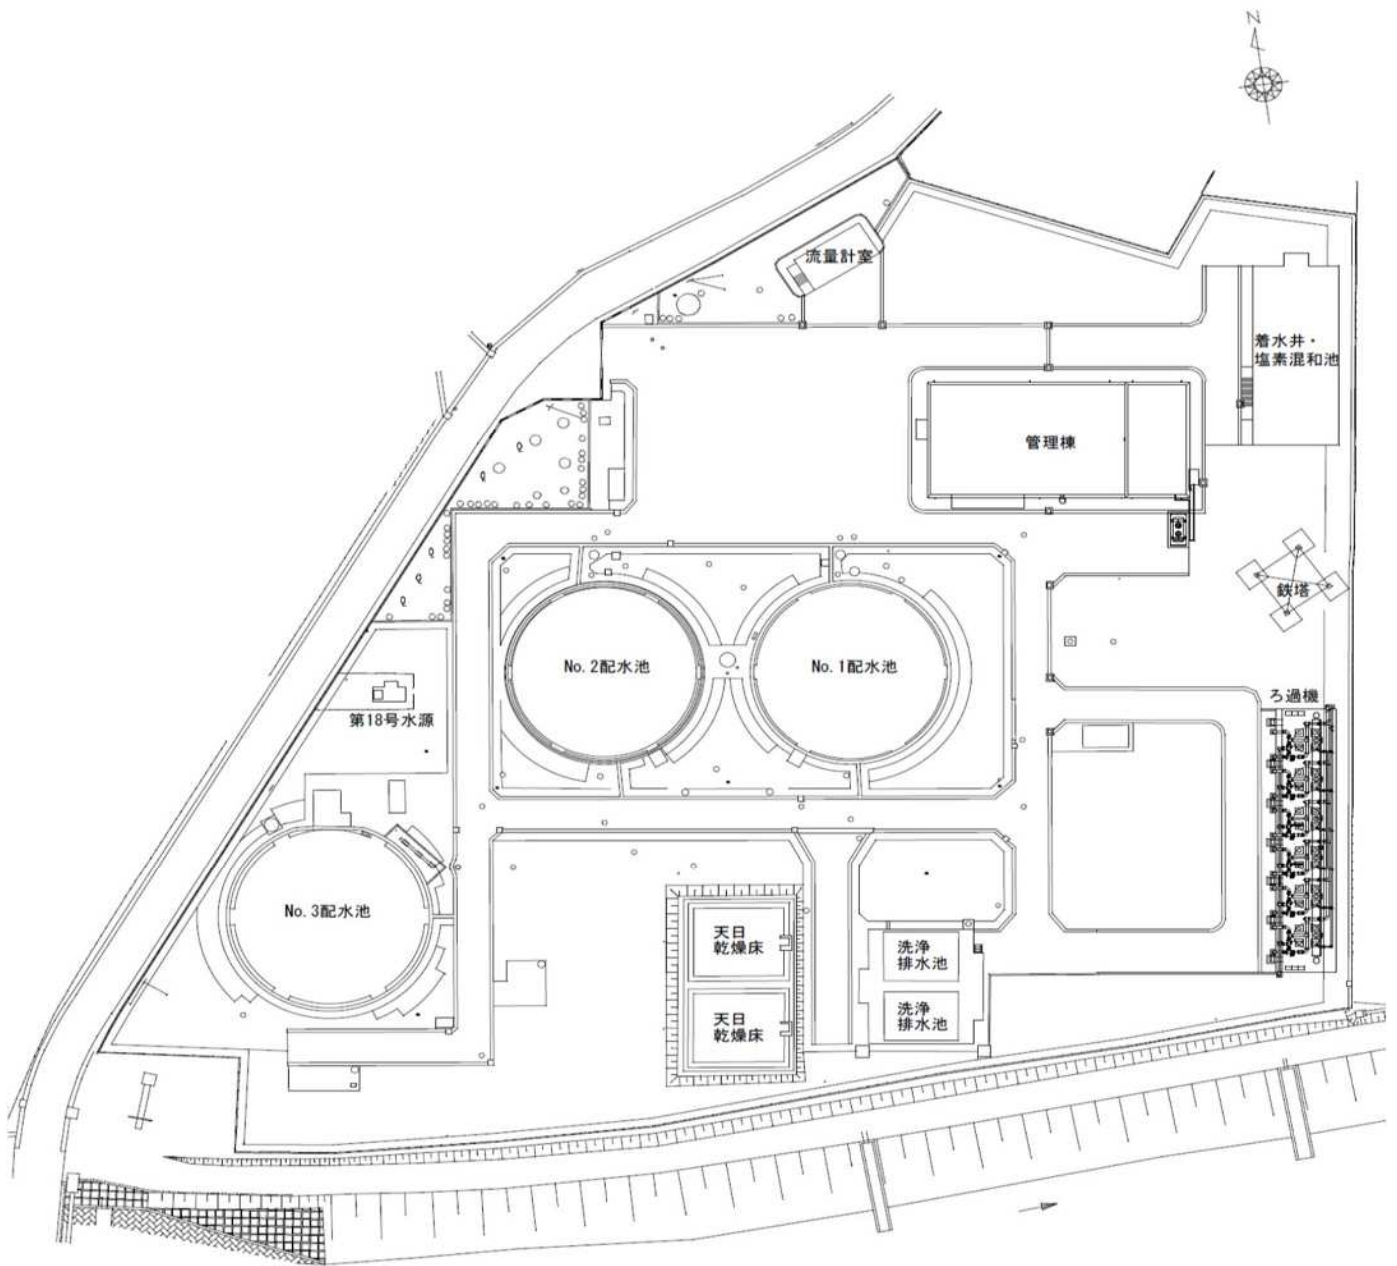 N
流量計室
着水井・
塩素混和池
管理棟
鉄塔
No.2配水池
No.1配水池
第18号水源
ろ過機
No.3配水池
天日
乾燥床
洗浄
排水池
天日
乾燥床
洗浄
排水池